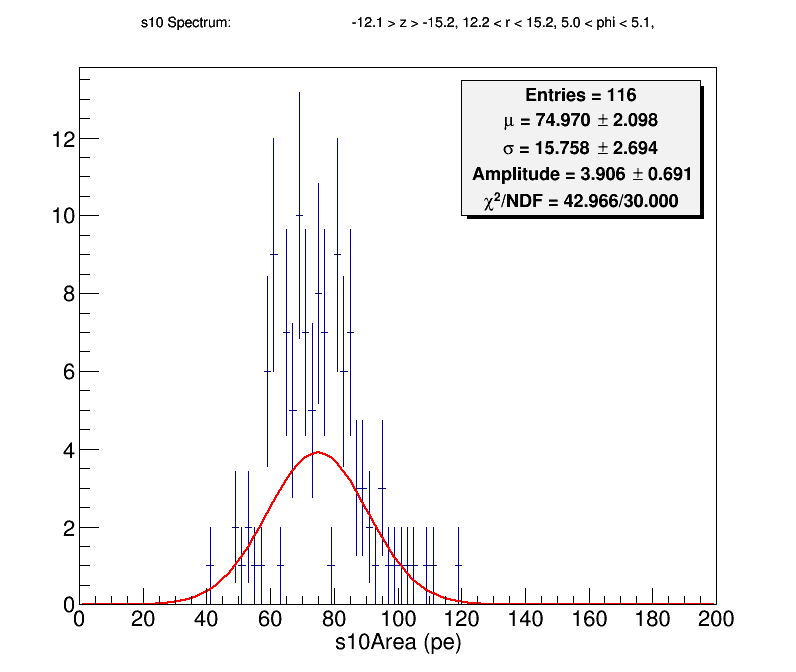 s10 Spectrum: -12.1 > z > -15.2, 12.2 < r < 15.2, 5.0 < phi < 5.1,
Entries = 116
μ = 74.970 ± 2.098
σ = 15.758 ± 2.694
Amplitude = 3.906 ± 0.691
χ²/NDF = 42.966/30.000
12
10
8
6
4
2
0
0 20 40 60 80 100 120 140 160 180 200
s10Area (pe)